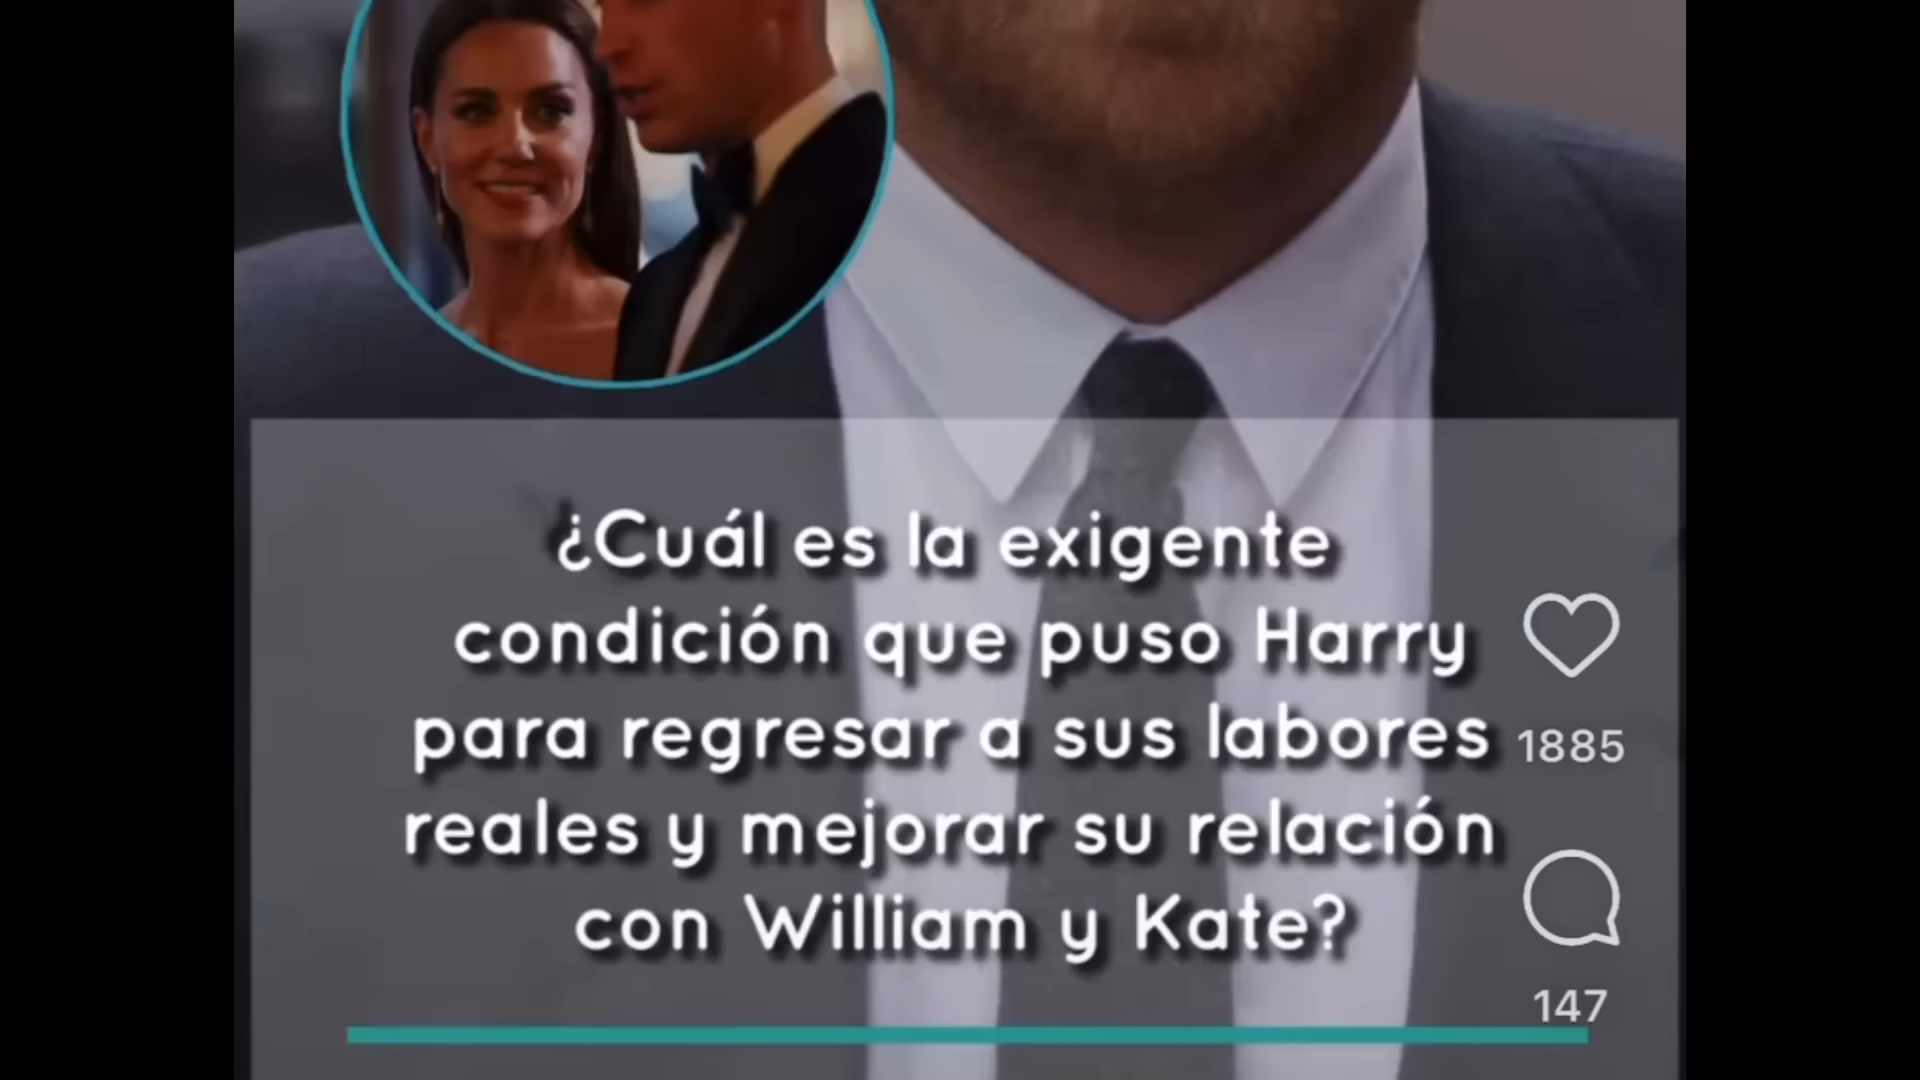 ¿Cuál es la exigente
condición que puso Harry
para regresar a sus labores
reales y mejorar su relación
con William y Kate?
1885
147